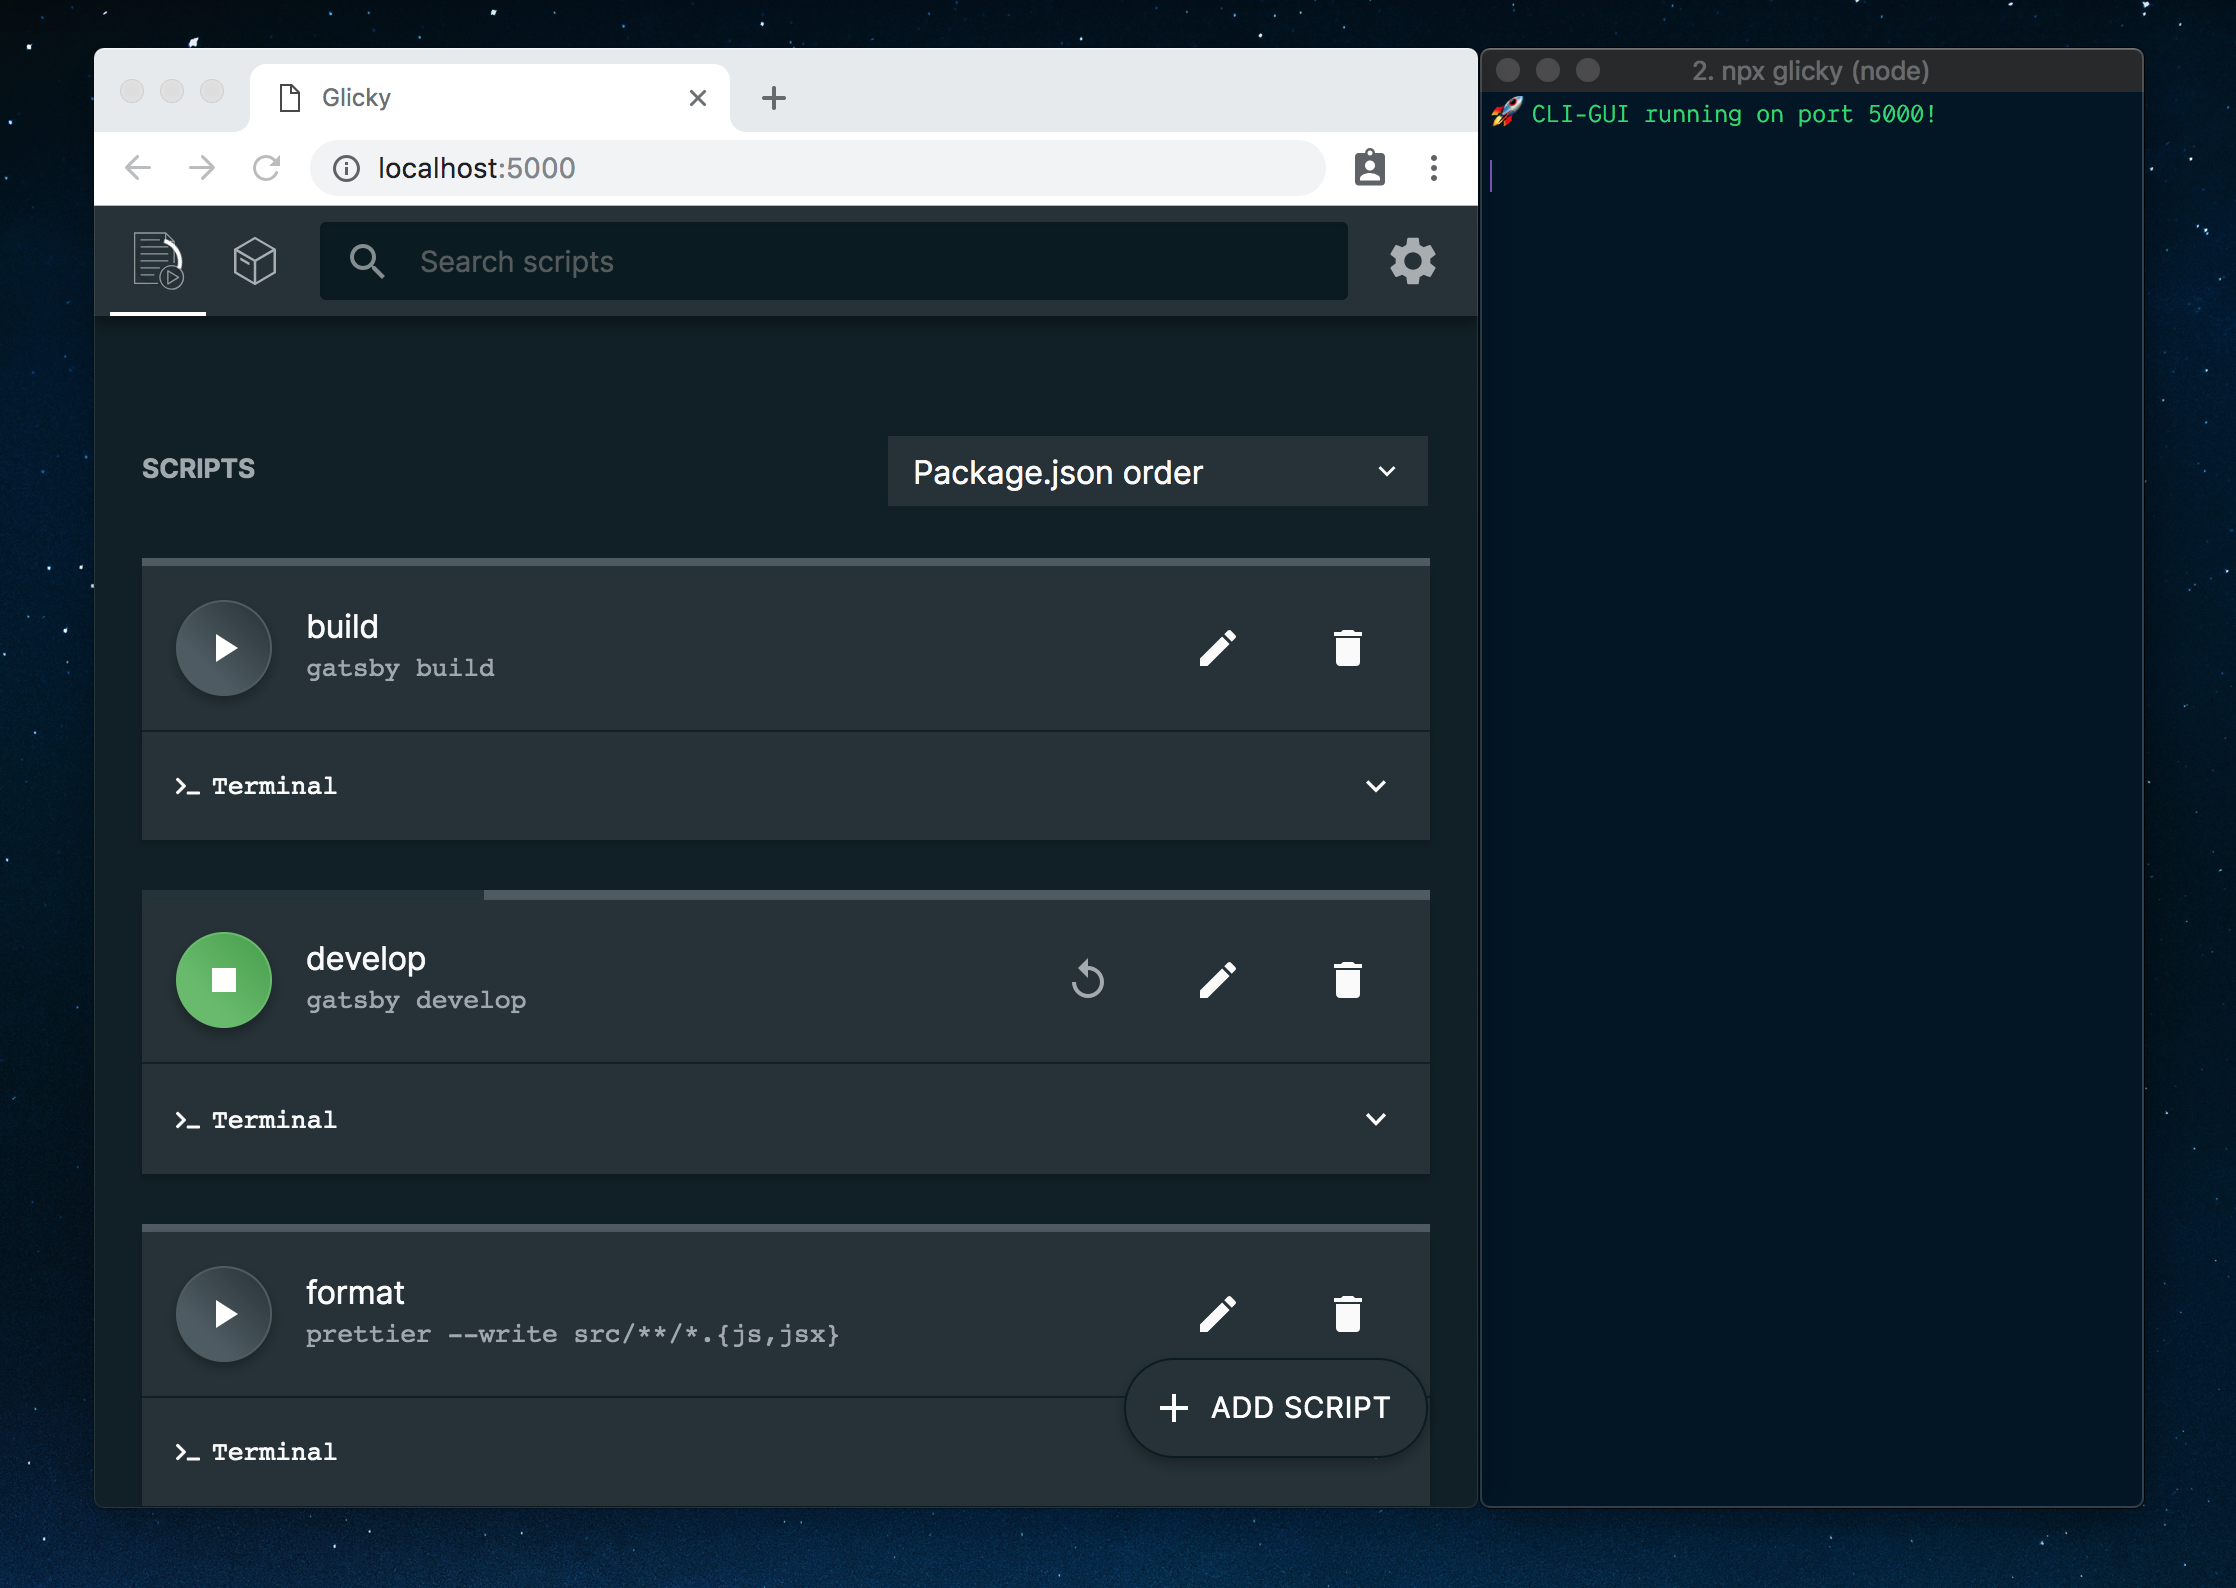 Glicky
localhost:5000
Search scripts
SCRIPTS
Package.json order
build
gatsby build
>_ Terminal
develop
gatsby develop
>_ Terminal
format
prettier --write src/**/*.{js,jsx}
+ ADD SCRIPT
>_ Terminal
2. npx glicky (node)
🚀 CLI-GUI running on port 5000!